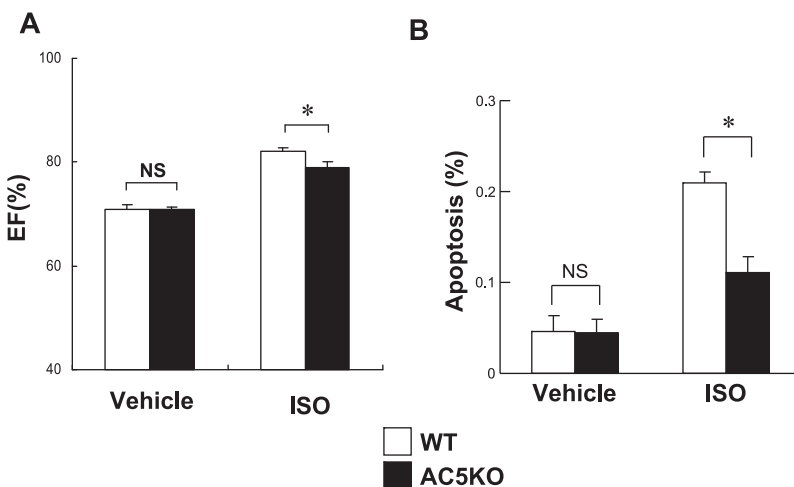 A
EF(%)
100
80
60
40
NS
*
Vehicle
ISO
B
Apoptosis (%)
0.3
0.2
0.1
0
NS
*
Vehicle
ISO
WT
AC5KO